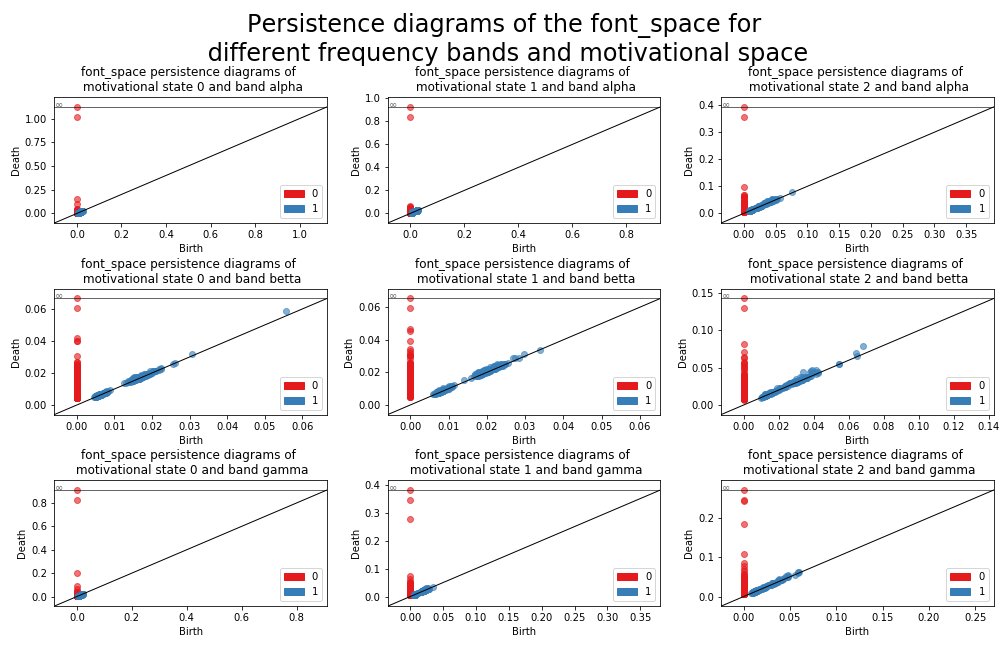 Persistence diagrams of the font_space for
different frequency bands and motivational space
font_space persistence diagrams of
motivational state 0 and band alpha
font_space persistence diagrams of
motivational state 1 and band alpha
font_space persistence diagrams of
motivational state 2 and band alpha
∞
1.00
0.75
0.50
0.25
0.00
Death
0.0 0.2 0.4 0.6 0.8 1.0
Birth
0
1
∞
1.0
0.8
0.6
0.4
0.2
0.0
Death
0.0 0.2 0.4 0.6 0.8
Birth
0
1
∞
0.4
0.3
0.2
0.1
0.0
Death
0.00 0.05 0.10 0.15 0.20 0.25 0.30 0.35
Birth
0
1
font_space persistence diagrams of
motivational state 0 and band betta
font_space persistence diagrams of
motivational state 1 and band betta
font_space persistence diagrams of
motivational state 2 and band betta
∞
0.06
0.04
0.02
0.00
Death
0.00 0.01 0.02 0.03 0.04 0.05 0.06
Birth
0
1
∞
0.06
0.04
0.02
0.00
Death
0.00 0.01 0.02 0.03 0.04 0.05 0.06
Birth
0
1
∞
0.15
0.10
0.05
0.00
Death
0.00 0.02 0.04 0.06 0.08 0.10 0.12 0.14
Birth
0
1
font_space persistence diagrams of
motivational state 0 and band gamma
font_space persistence diagrams of
motivational state 1 and band gamma
font_space persistence diagrams of
motivational state 2 and band gamma
∞
0.8
0.6
0.4
0.2
0.0
Death
0.0 0.2 0.4 0.6 0.8
Birth
0
1
∞
0.4
0.3
0.2
0.1
0.0
Death
0.00 0.05 0.10 0.15 0.20 0.25 0.30 0.35
Birth
0
1
∞
0.2
0.1
0.0
Death
0.00 0.05 0.10 0.15 0.20 0.25
Birth
0
1